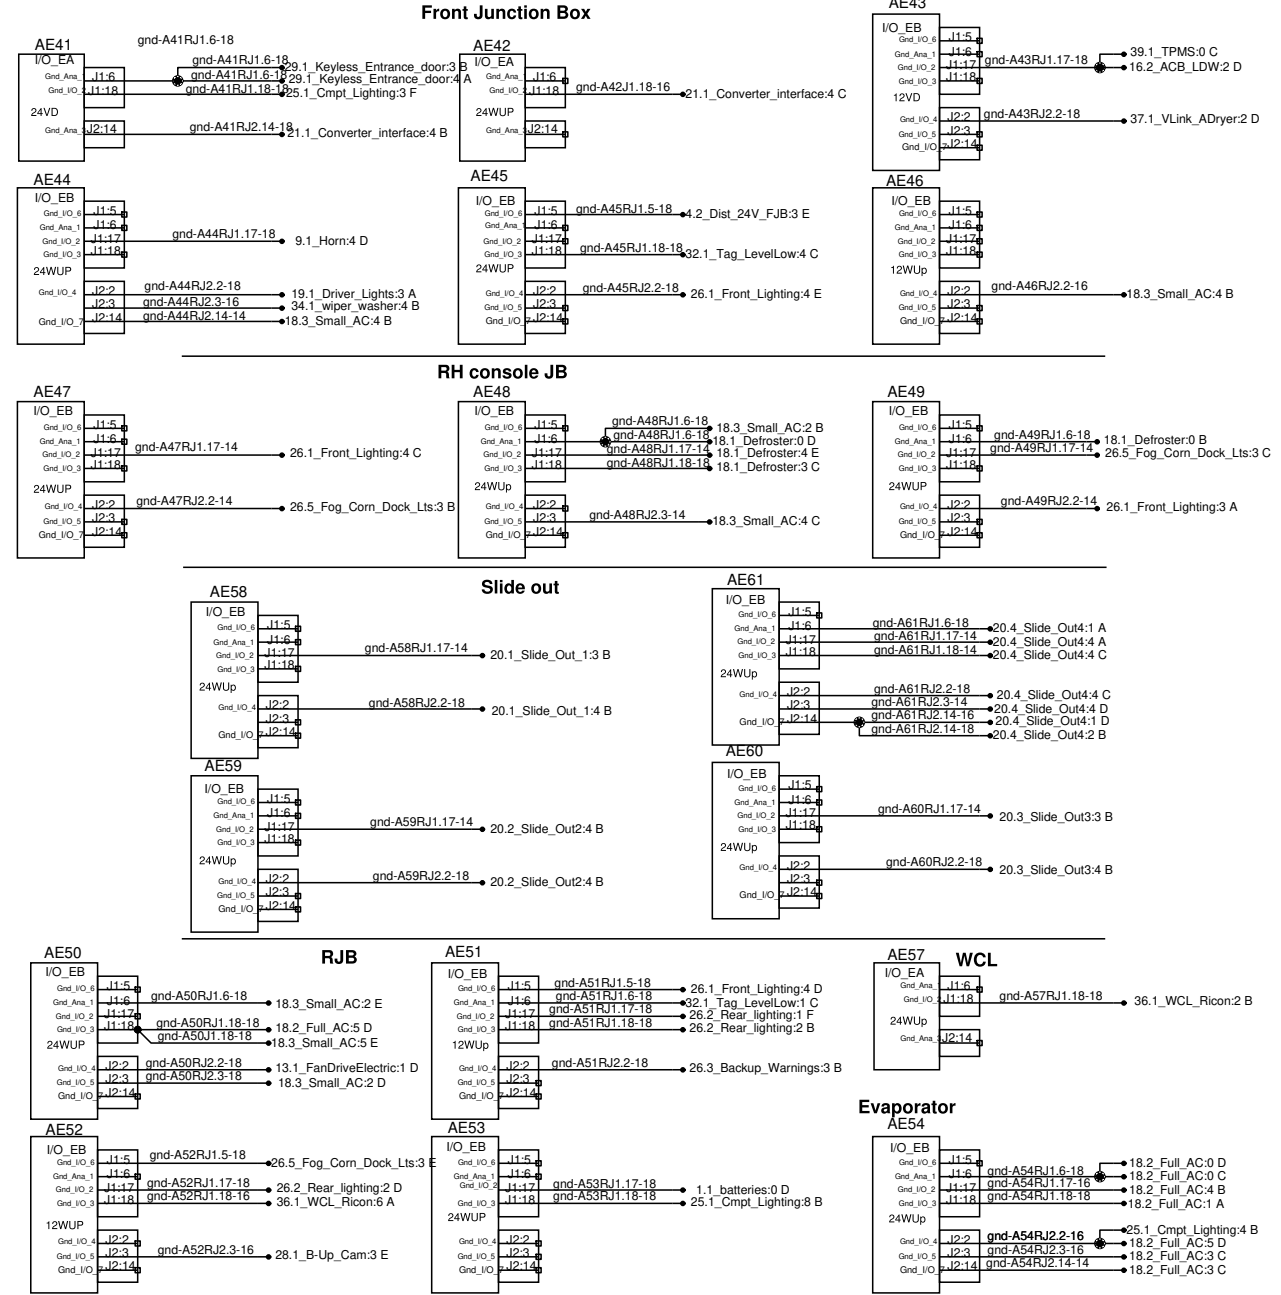 Front Junction Box
AE41
I/O_EA
Gnd_Ana_1 J1:6
Gnd_I/O_2 J1:18
24VD
Gnd_Ana_3 J2:14
gnd-A41RJ1.6-18
gnd-A41RJ1.6-18 29.1_Keyless_Entrance_door:3 B
gnd-A41RJ1.6-18 29.1_Keyless_Entrance_door:4 A
gnd-A41RJ1.18-18 25.1_Cmpt_Lighting:3 F
gnd-A41RJ2.14-18 21.1_Converter_interface:4 B
AE42
I/O_EA
Gnd_Ana_1 J1:6
Gnd_I/O_2 J1:18 gnd-A42J1.18-16 21.1_Converter_interface:4 C
24WUP
Gnd_Ana_3 J2:14
AE43
I/O_EB
Gnd_I/O_6 J1:5
Gnd_Ana_1 J1:6
39.1_TPMS:0 C
Gnd_I/O_2 J1:17 gnd-A43RJ1.17-18 16.2_ACB_LDW:2 D
Gnd_I/O_3 J1:18
12VD
Gnd_I/O_4 J2:2 gnd-A43RJ2.2-18 37.1_VLink_ADryer:2 D
Gnd_I/O_5 J2:3
Gnd_I/O_7 J2:14
AE44
I/O_EB
Gnd_I/O_6 J1:5
Gnd_Ana_1 J1:6
Gnd_I/O_2 J1:17 gnd-A44RJ1.17-18 9.1_Horn:4 D
Gnd_I/O_3 J1:18
24WUP
Gnd_I/O_4 J2:2 gnd-A44RJ2.2-18 19.1_Driver_Lights:3 A
J2:3 gnd-A44RJ2.3-16 34.1_wiper_washer:4 B
Gnd_I/O_7 J2:14 gnd-A44RJ2.14-14 18.3_Small_AC:4 B
AE45
I/O_EB
Gnd_I/O_6 J1:5 gnd-A45RJ1.5-18 4.2_Dist_24V_FJB:3 E
Gnd_Ana_1 J1:6
Gnd_I/O_2 J1:17
Gnd_I/O_3 J1:18 gnd-A45RJ1.18-18 32.1_Tag_LevelLow:4 C
24WUP
Gnd_I/O_4 J2:2 gnd-A45RJ2.2-18 26.1_Front_Lighting:4 E
Gnd_I/O_5 J2:3
Gnd_I/O_7 J2:14
AE46
I/O_EB
Gnd_I/O_6 J1:5
Gnd_Ana_1 J1:6
Gnd_I/O_2 J1:17
Gnd_I/O_3 J1:18
12WUp
Gnd_I/O_4 J2:2 gnd-A46RJ2.2-16 18.3_Small_AC:4 B
Gnd_I/O_5 J2:3
Gnd_I/O_7 J2:14
RH console JB
AE47
I/O_EB
Gnd_I/O_6 J1:5
Gnd_Ana_1 J1:6
Gnd_I/O_2 J1:17 gnd-A47RJ1.17-14 26.1_Front_Lighting:4 C
Gnd_I/O_3 J1:18
24WUP
Gnd_I/O_4 J2:2 gnd-A47RJ2.2-14 26.5_Fog_Corn_Dock_Lts:3 B
Gnd_I/O_5 J2:3
Gnd_I/O_7 J2:14
AE48
I/O_EB
Gnd_I/O_6 J1:5 gnd-A48RJ1.6-18 18.3_Small_AC:2 B
Gnd_Ana_1 J1:6 gnd-A48RJ1.6-18 18.1_Defroster:0 D
Gnd_I/O_2 J1:17 gnd-A48RJ1.17-14 18.1_Defroster:4 E
Gnd_I/O_3 J1:18 gnd-A48RJ1.18-18 18.1_Defroster:3 C
24WUp
Gnd_I/O_4 J2:2
Gnd_I/O_5 J2:3 gnd-A48RJ2.3-14 18.3_Small_AC:4 C
Gnd_I/O_7 J2:14
AE49
I/O_EB
Gnd_I/O_6 J1:5
Gnd_Ana_1 J1:6 gnd-A49RJ1.6-18 18.1_Defroster:0 B
Gnd_I/O_2 J1:17 gnd-A49RJ1.17-14 26.5_Fog_Corn_Dock_Lts:3 C
Gnd_I/O_3 J1:18
24WUP
Gnd_I/O_4 J2:2 gnd-A49RJ2.2-14 26.1_Front_Lighting:3 A
Gnd_I/O_5 J2:3
Gnd_I/O_7 J2:14
Slide out
AE58
I/O_EB
Gnd_I/O_6 J1:5
Gnd_Ana_1 J1:6
Gnd_I/O_2 J1:17 gnd-A58RJ1.17-14 20.1_Slide_Out_1:3 B
Gnd_I/O_3 J1:18
24WUp
Gnd_I/O_4 J2:2 gnd-A58RJ2.2-18 20.1_Slide_Out_1:4 B
J2:3
Gnd_I/O_7 J2:14
AE61
I/O_EB
Gnd_I/O_6 J1:5
Gnd_Ana_1 J1:6 gnd-A61RJ1.6-18 20.4_Slide_Out4:1 A
Gnd_I/O_2 J1:17 gnd-A61RJ1.17-14 20.4_Slide_Out4:4 A
Gnd_I/O_3 J1:18 gnd-A61RJ1.18-14 20.4_Slide_Out4:4 C
24WUP
Gnd_I/O_4 J2:2 gnd-A61RJ2.2-18 20.4_Slide_Out4:4 C
J2:3 gnd-A61RJ2.3-14 20.4_Slide_Out4:4 D
Gnd_I/O_7 J2:14 gnd-A61RJ2.14-16 20.4_Slide_Out4:1 D
gnd-A61RJ2.14-18 20.4_Slide_Out4:2 B
AE59
I/O_EB
Gnd_I/O_6 J1:5
Gnd_Ana_1 J1:6
Gnd_I/O_2 J1:17 gnd-A59RJ1.17-14 20.2_Slide_Out2:4 B
Gnd_I/O_3 J1:18
24WUp
Gnd_I/O_4 J2:2 gnd-A59RJ2.2-18 20.2_Slide_Out2:4 B
Gnd_I/O_5 J2:3
Gnd_I/O_7 J2:14
AE60
I/O_EB
Gnd_I/O_6 J1:5
Gnd_Ana_1 J1:6
Gnd_I/O_2 J1:17 gnd-A60RJ1.17-14 20.3_Slide_Out3:3 B
Gnd_I/O_3 J1:18
24WUP
Gnd_I/O_4 J2:2 gnd-A60RJ2.2-18 20.3_Slide_Out3:4 B
J2:3
Gnd_I/O_7 J2:14
RJB
AE50
I/O_EB
Gnd_I/O_6 J1:5
Gnd_Ana_1 J1:6 gnd-A50RJ1.6-18 18.3_Small_AC:2 E
Gnd_I/O_2 J1:17
Gnd_I/O_3 J1:18 gnd-A50RJ1.18-18 18.2_Full_AC:5 D
gnd-A50J1.18-18 18.3_Small_AC:5 E
24WUP
Gnd_I/O_4 J2:2 gnd-A50RJ2.2-18 13.1_FanDriveElectric:1 D
Gnd_I/O_5 J2:3 gnd-A50RJ2.3-18 18.3_Small_AC:2 D
Gnd_I/O_7 J2:14
AE51
I/O_EB
Gnd_I/O_6 J1:5 gnd-A51RJ1.5-18 26.1_Front_Lighting:4 D
Gnd_Ana_1 J1:6 gnd-A51RJ1.6-18 32.1_Tag_LevelLow:1 C
Gnd_I/O_2 J1:17 gnd-A51RJ1.17-18 26.2_Rear_lighting:1 F
Gnd_I/O_3 J1:18 gnd-A51RJ1.18-18 26.2_Rear_lighting:2 B
12WUp
Gnd_I/O_4 J2:2 gnd-A51RJ2.2-18 26.3_Backup_Warnings:3 B
Gnd_I/O_5 J2:3
Gnd_I/O_7 J2:14
WCL
AE57
I/O_EA
Gnd_Ana_1 J1:6
Gnd_I/O_2 J1:18 gnd-A57RJ1.18-18 36.1_WCL_Ricon:2 B
24WUp
Gnd_Ana_3 J2:14
AE52
I/O_EB
Gnd_I/O_6 J1:5 gnd-A52RJ1.5-18 26.5_Fog_Corn_Dock_Lts:3 E
Gnd_Ana_1 J1:6
Gnd_I/O_2 J1:17 gnd-A52RJ1.17-18 26.2_Rear_lighting:2 D
Gnd_I/O_3 J1:18 gnd-A52RJ1.18-16 36.1_WCL_Ricon:6 A
12WUP
Gnd_I/O_4 J2:2
Gnd_I/O_5 J2:3 gnd-A52RJ2.3-16 28.1_B-Up_Cam:3 E
Gnd_I/O_7 J2:14
AE53
I/O_EB
Gnd_I/O_6 J1:5
Gnd_Ana_1 J1:6
Gnd_I/O_2 J1:17 gnd-A53RJ1.17-18 1.1_batteries:0 D
Gnd_I/O_3 J1:18 gnd-A53RJ1.18-18 25.1_Cmpt_Lighting:8 B
24WUP
Gnd_I/O_4 J2:2
Gnd_I/O_5 J2:3
Gnd_I/O_7 J2:14
Evaporator
AE54
I/O_EB
Gnd_I/O_6 J1:5 18.2_Full_AC:0 D
Gnd_Ana_1 J1:6 gnd-A54RJ1.6-18 18.2_Full_AC:0 C
Gnd_I/O_2 J1:17 gnd-A54RJ1.17-16 18.2_Full_AC:4 B
Gnd_I/O_3 J1:18 gnd-A54RJ1.18-18 18.2_Full_AC:1 A
24WUp
25.1_Cmpt_Lighting:4 B
Gnd_I/O_4 J2:2 gnd-A54RJ2.2-16 18.2_Full_AC:5 D
Gnd_I/O_5 J2:3 gnd-A54RJ2.3-16 18.2_Full_AC:3 C
Gnd_I/O_7 J2:14 gnd-A54RJ2.14-14 18.2_Full_AC:3 C